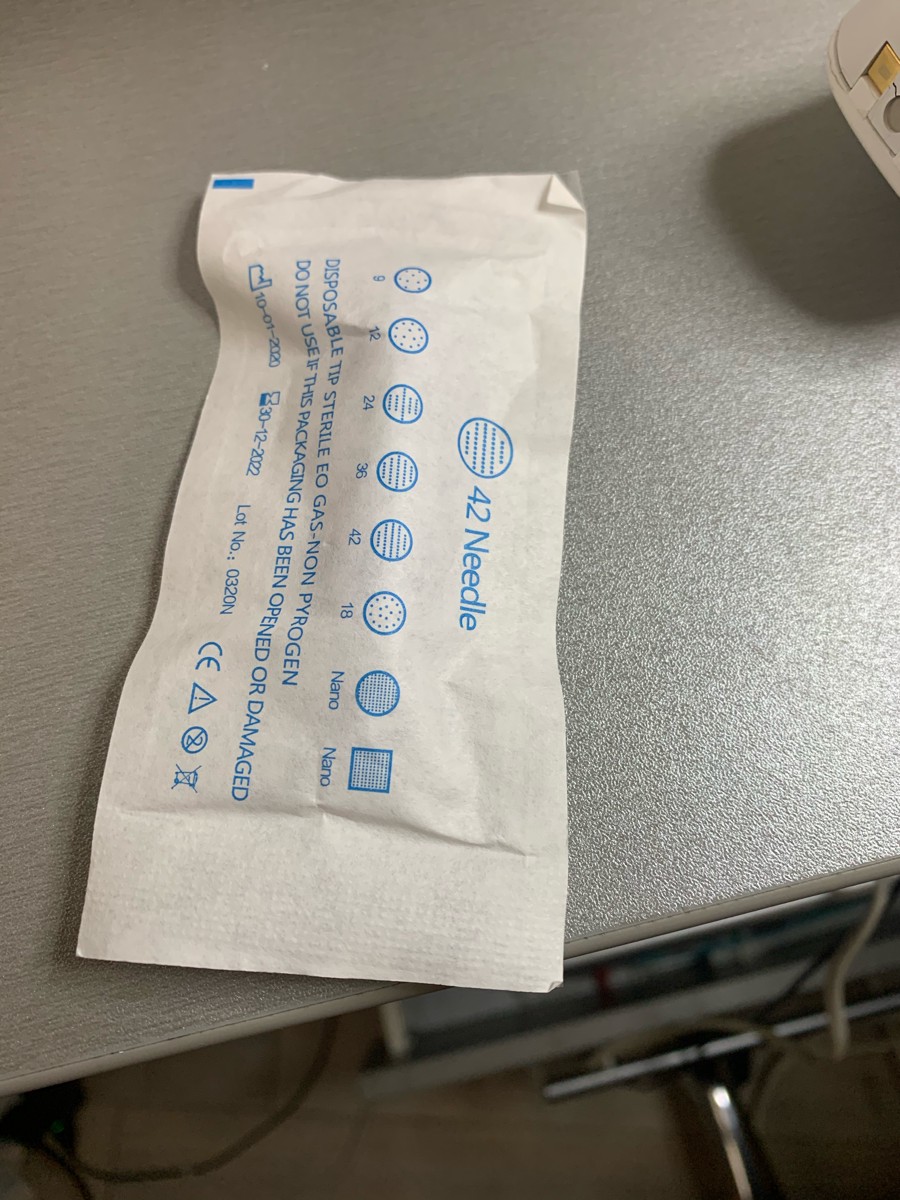 42 Needle
9 12 24 36 42 18 Nano Nano
DISPOSABLE TIP STERILE EO GAS-NON PYROGEN
DO NOT USE IF THIS PACKAGING HAS BEEN OPENED OR DAMAGED
10-01-2020 30-12-2022 Lot No.: 0320N CE